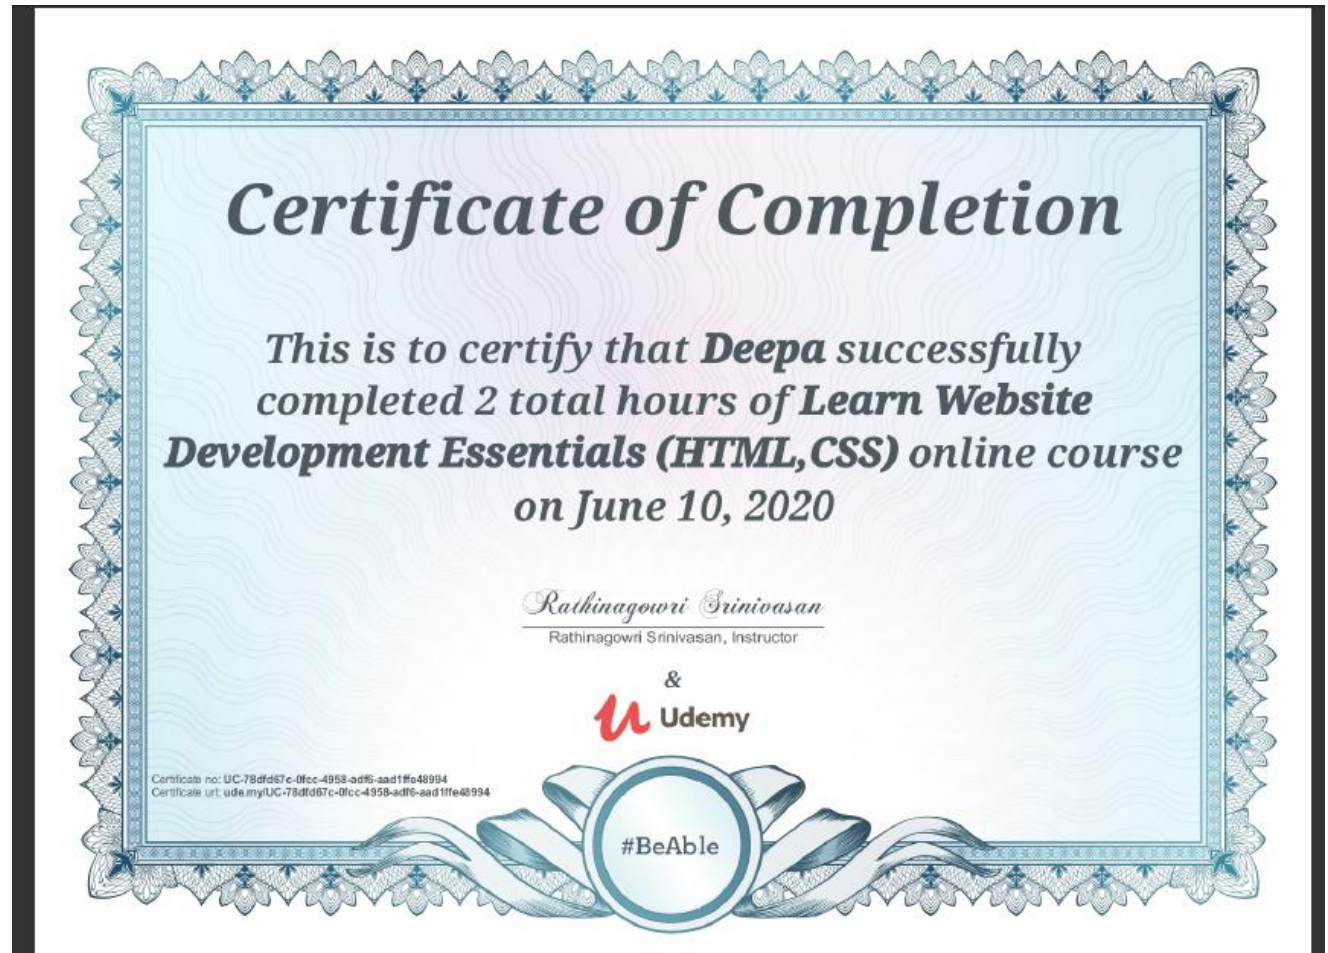 Certificate of Completion
This is to certify that Deepa successfully
completed 2 total hours of Learn Website
Development Essentials (HTML,CSS) online course
on June 10, 2020
Rathinagowri Srinivasan
Rathinagowri Srinivasan, Instructor
&
Udemy
Certificate no: UC-78dfd67c-0fcc-4958-adf6-aad1ffe48994
Certificate url: ude.my/UC-78dfd67c-0fcc-4958-adf6-aad1ffe48994
#BeAble